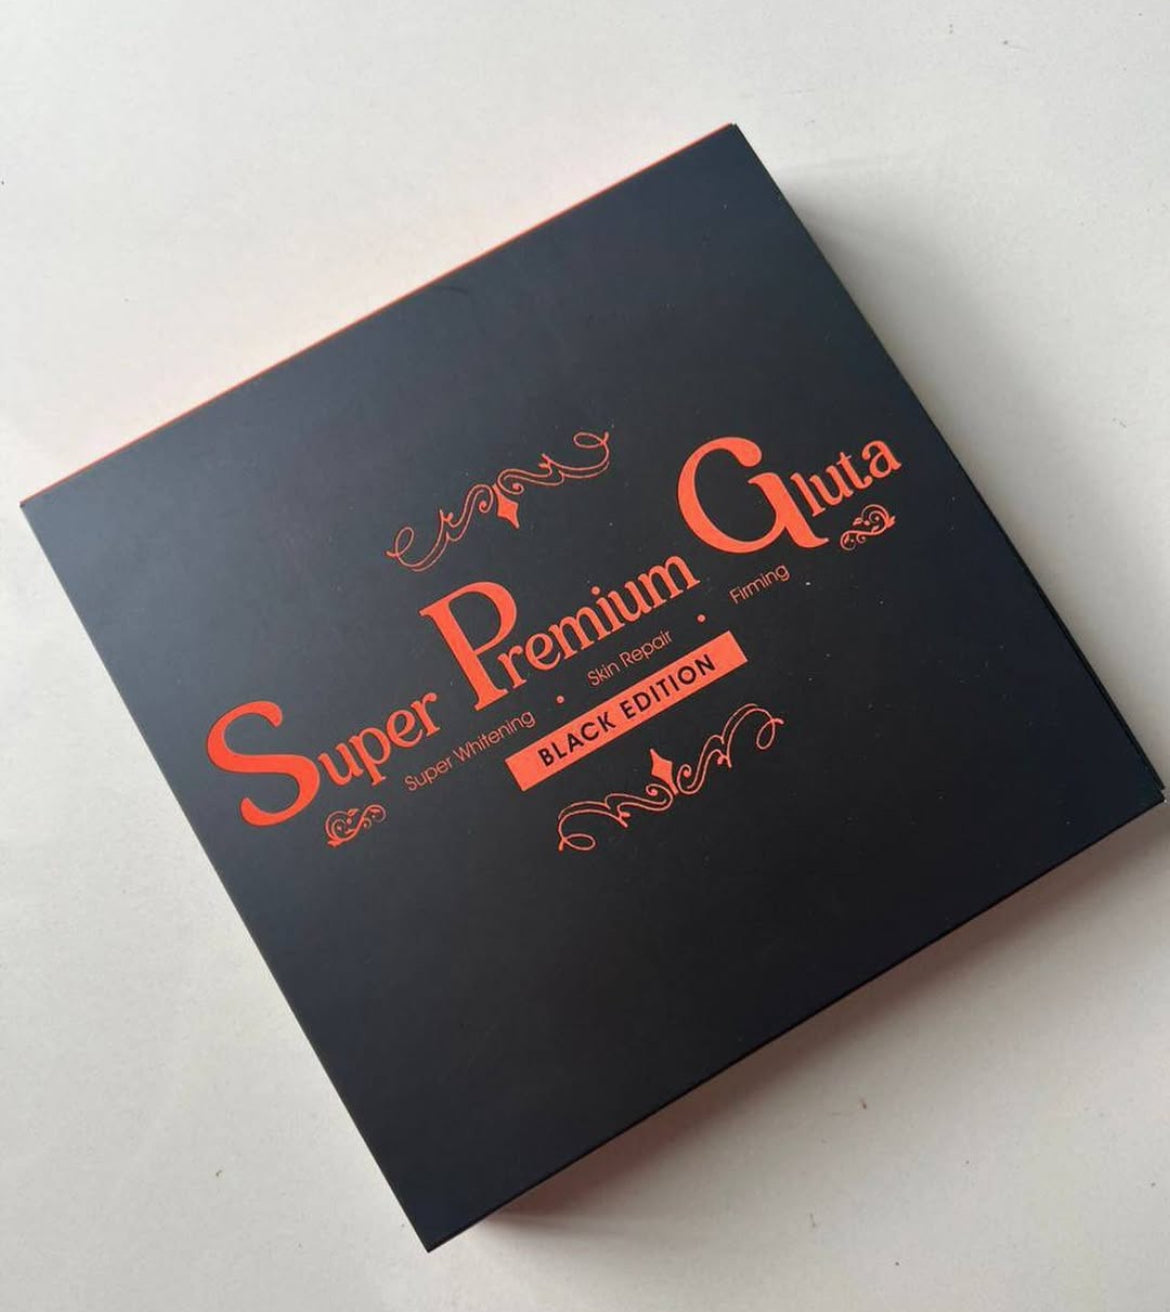 Super Premium Gluta
Super Whitening • Skin Repair • Firming
BLACK EDITION